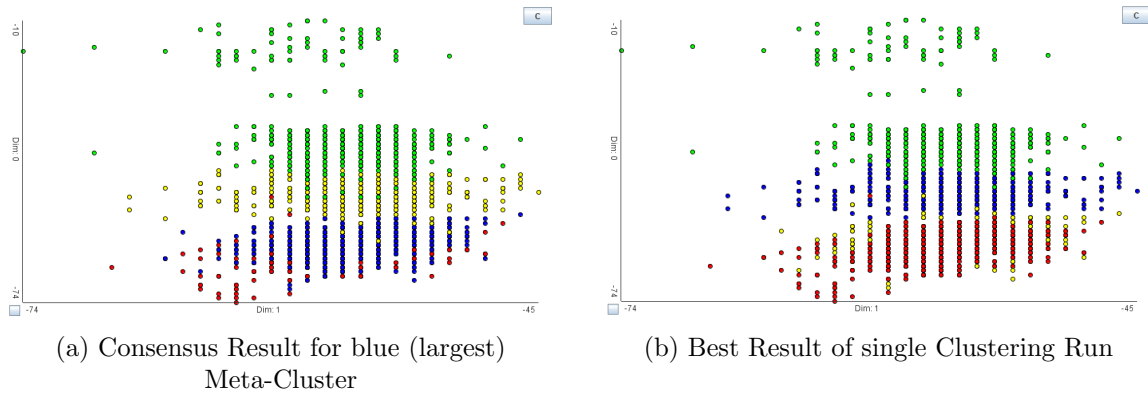 c
-10
Dim: 0
-74
-74
Dim: 1
-45
(a) Consensus Result for blue (largest)
Meta-Cluster
c
-10
Dim: 0
-74
-74
Dim: 1
-45
(b) Best Result of single Clustering Run